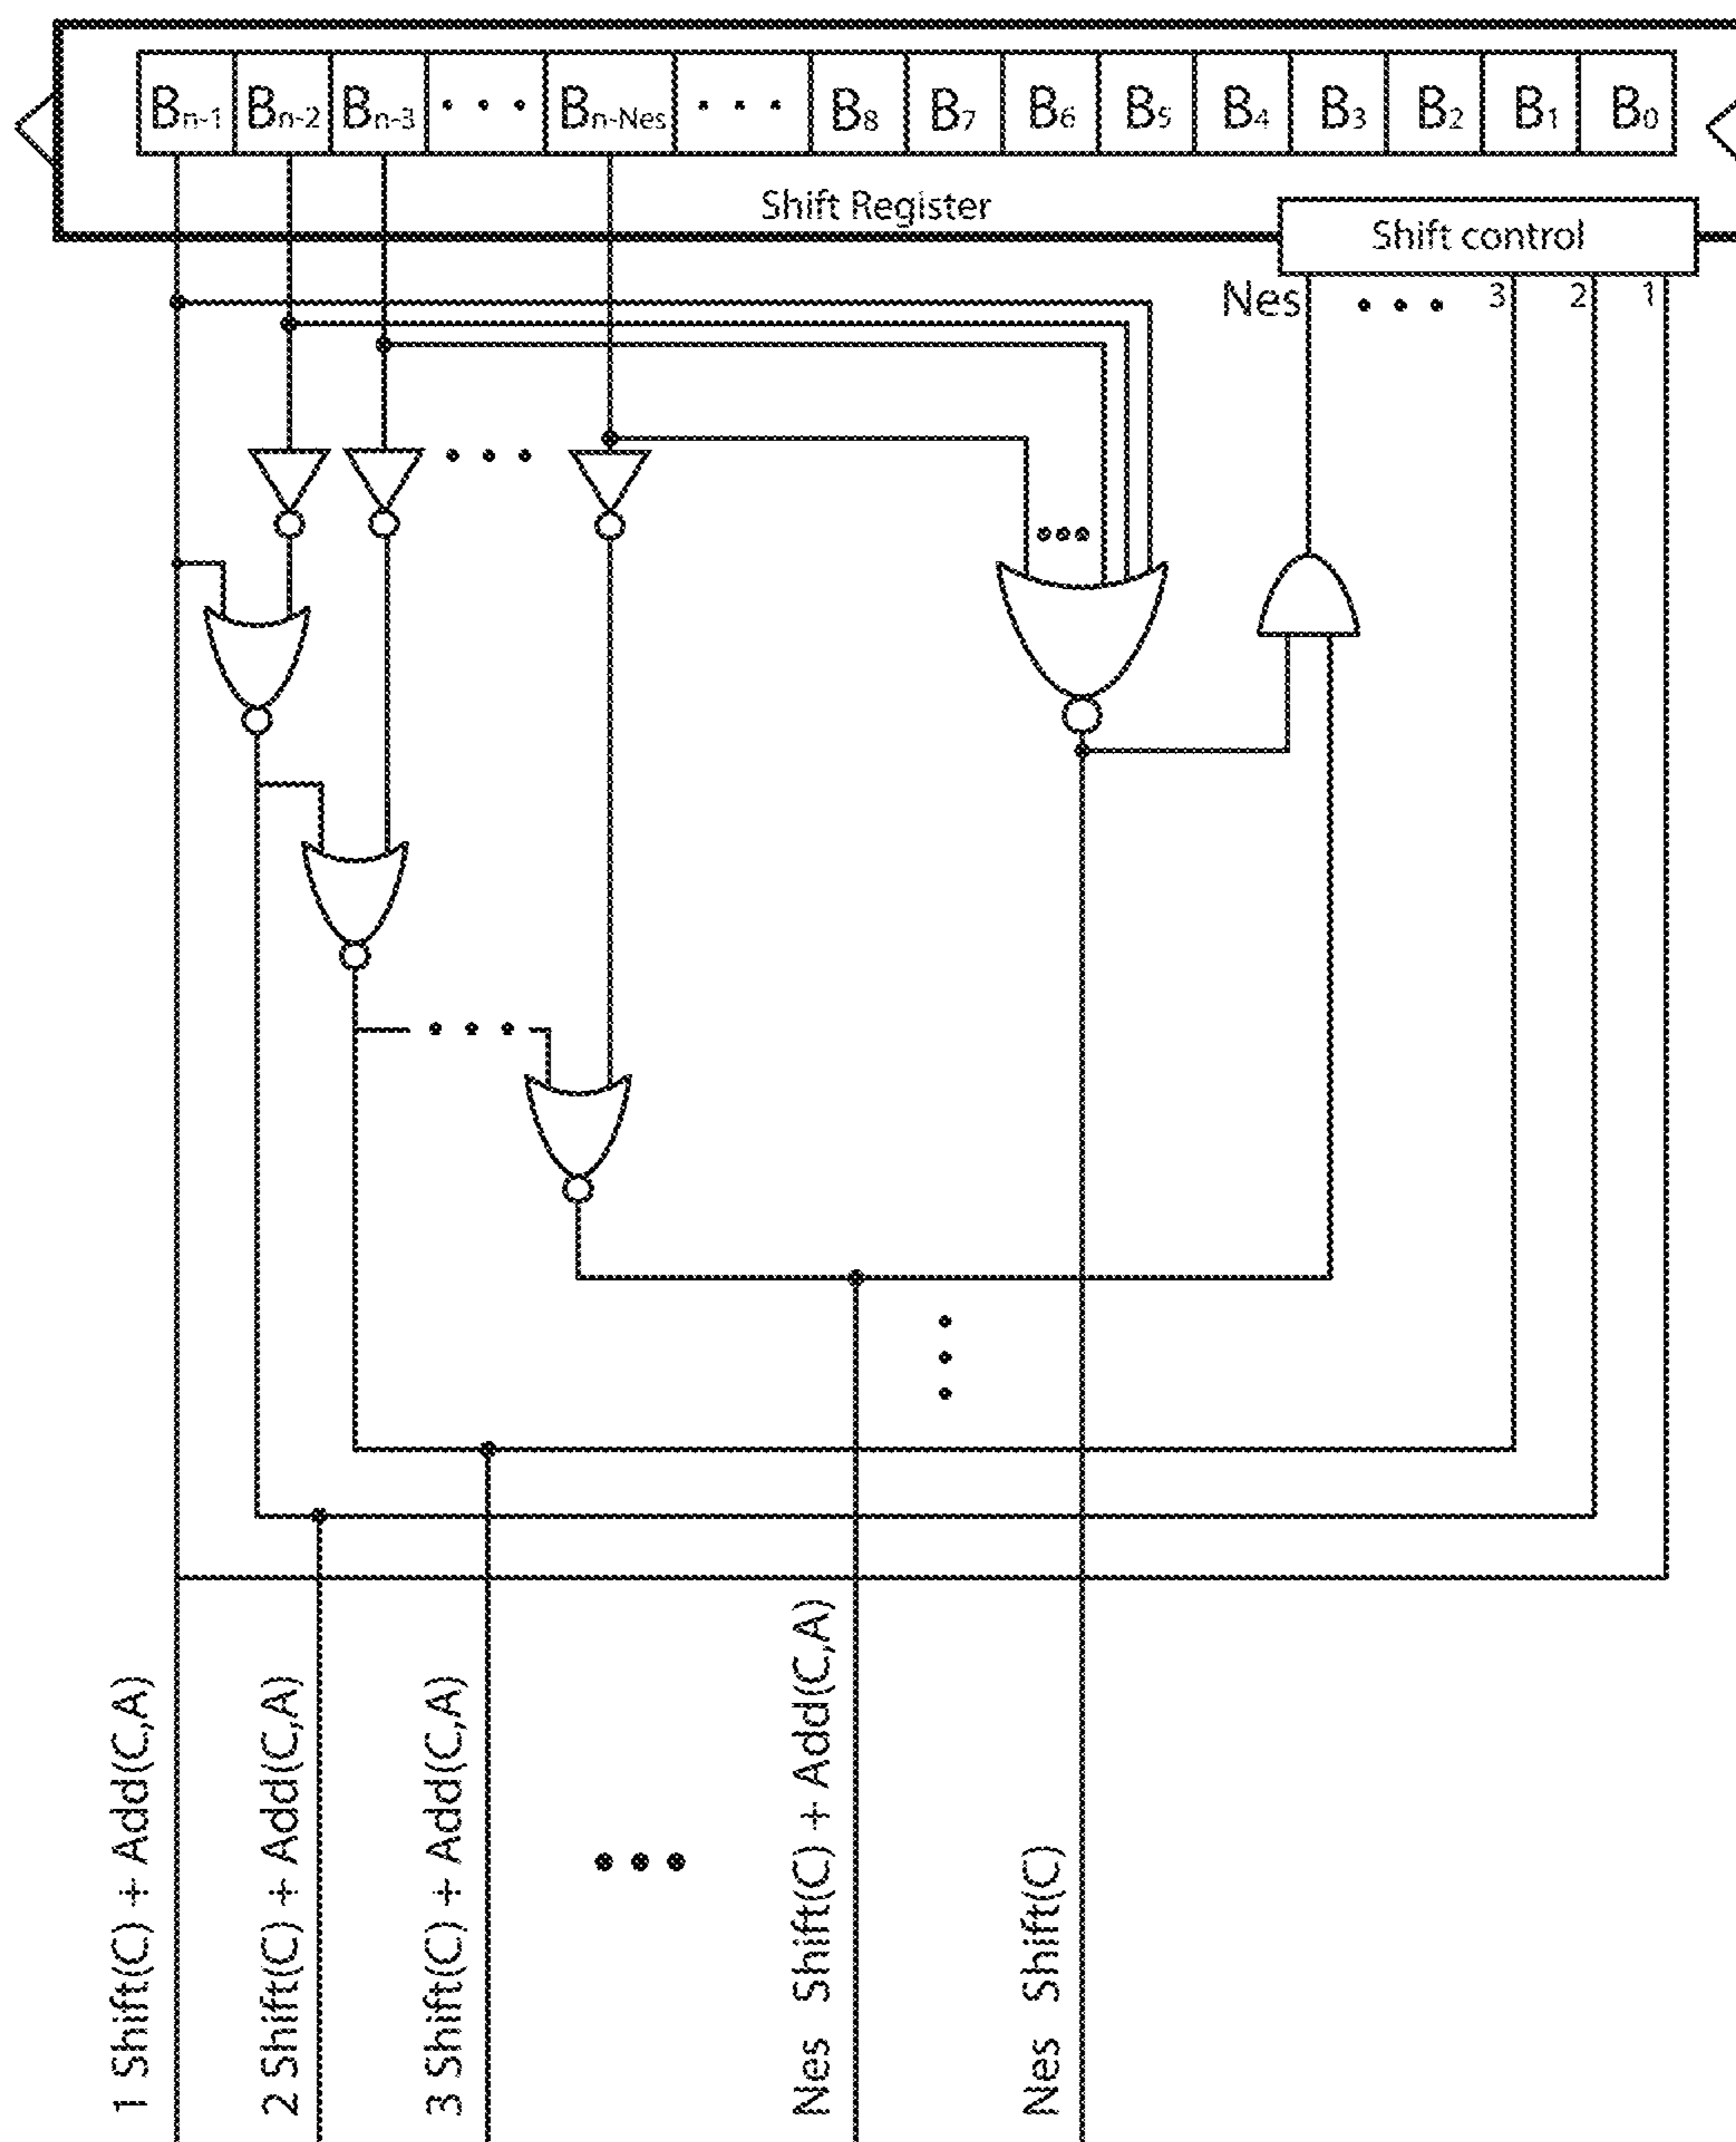 Bn-1 Bn-2 Bn-3 • • • Bn-Nes • • • B8 B7 B6 B5 B4 B3 B2 B1 B0
Shift Register
Shift control
Nes • • • 3 2 1
1 Shift(C) + Add(C,A)
2 Shift(C) + Add(C,A)
3 Shift(C) + Add(C,A)
Nes Shift(C) + Add(C,A)
Nes Shift(C)